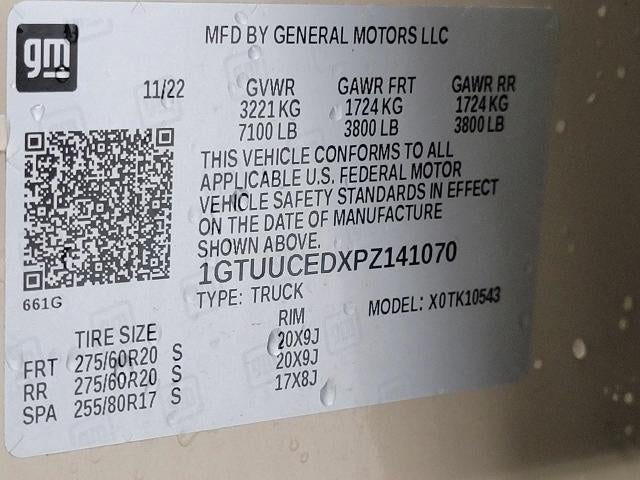 gm
MFD BY GENERAL MOTORS LLC
11/22 GVWR GAWR FRT GAWR RR
3221 KG 1724 KG 1724 KG
7100 LB 3800 LB 3800 LB
THIS VEHICLE CONFORMS TO ALL
APPLICABLE U.S. FEDERAL MOTOR
VEHICLE SAFETY STANDARDS IN EFFECT
ON THE DATE OF MANUFACTURE
SHOWN ABOVE.
1GTUUCEDXPZ141070
661G
TYPE: TRUCK MODEL: X0TK10543
TIRE SIZE RIM
FRT 275/60R20 S 20X9J
RR 275/60R20 S 20X9J
SPA 255/80R17 S 17X8J